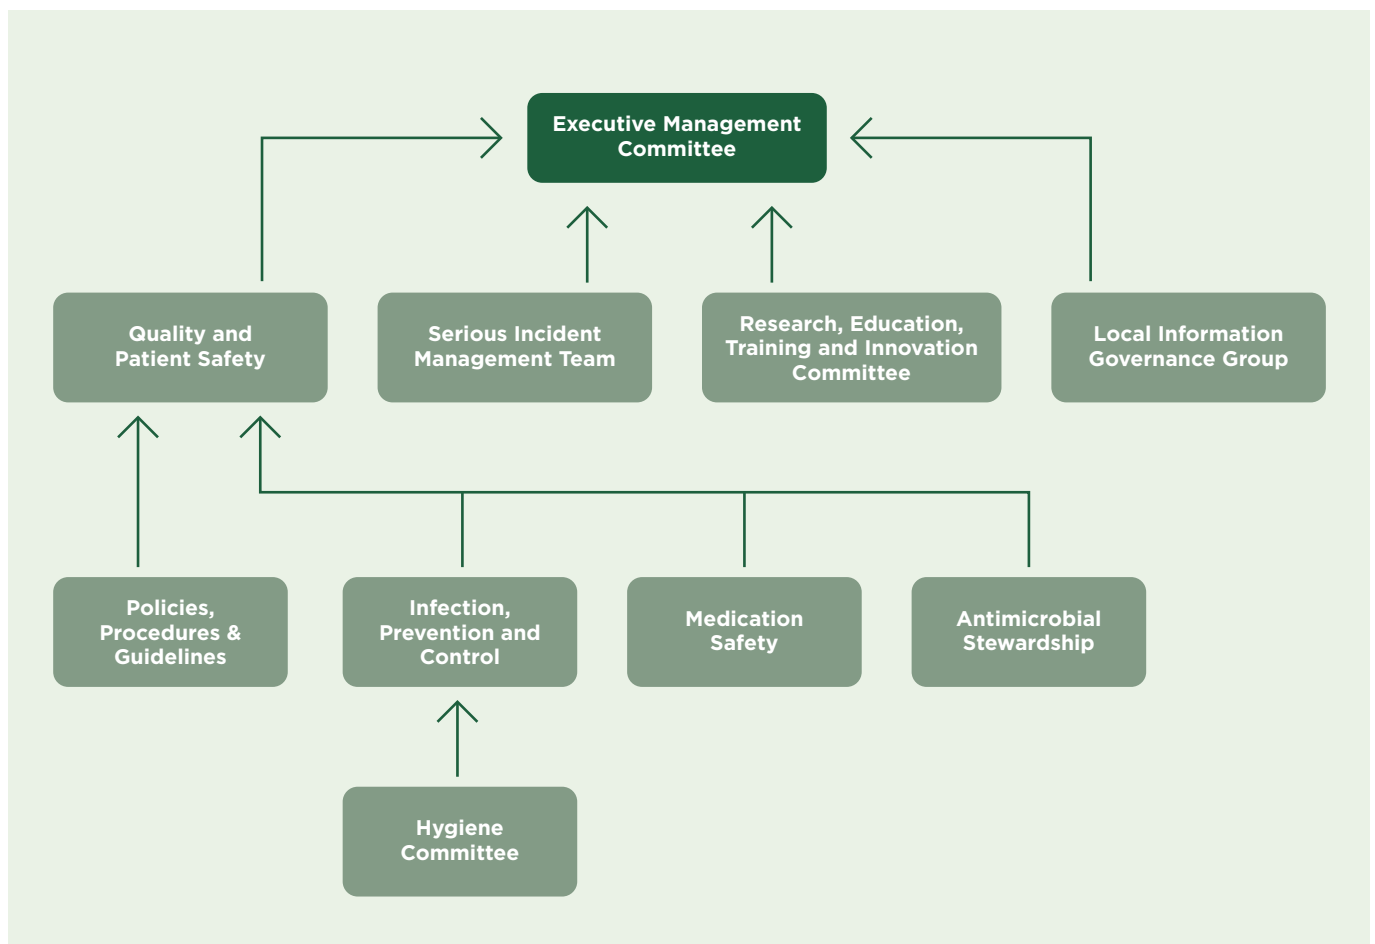 Executive Management
Committee
Quality and
Patient Safety
Serious Incident
Management Team
Research, Education,
Training and Innovation
Committee
Local Information
Governance Group
Policies,
Procedures &
Guidelines
Infection,
Prevention and
Control
Medication
Safety
Antimicrobial
Stewardship
Hygiene
Committee